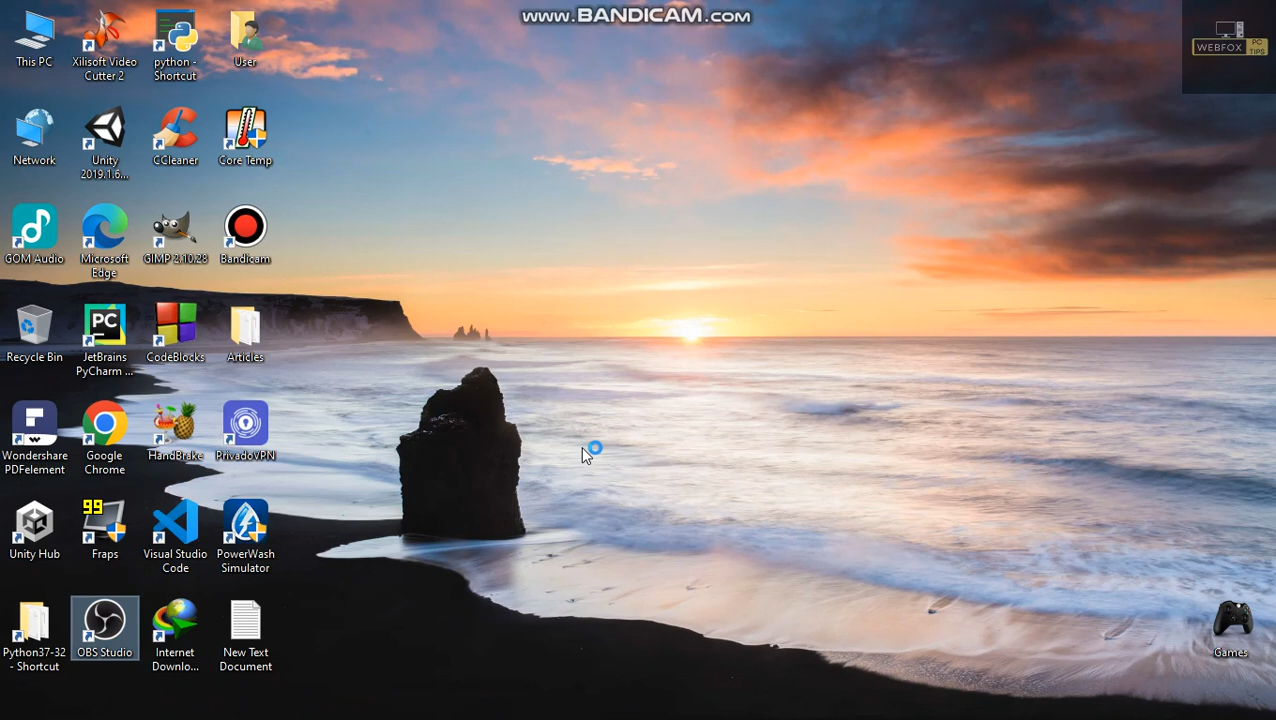 www.BANDICAM.com
WEBFOX PC TIPS
This PC
Xilisoft Video
Cutter 2
python -
Shortcut
User
Network
Unity
2019.1.6...
CCleaner
Core Temp
GOM Audio
Microsoft
Edge
GIMP 2.10.28
Bandicam
Recycle Bin
PC
JetBrains
PyCharm ...
CodeBlocks
Articles
Wondershare
PDFelement
Google
Chrome
HandBrake
PrivadoVPN
Unity Hub
99
Fraps
Visual Studio
Code
PowerWash
Simulator
Python37-32
- Shortcut
OBS Studio
Internet
Downlo...
New Text
Document
Games